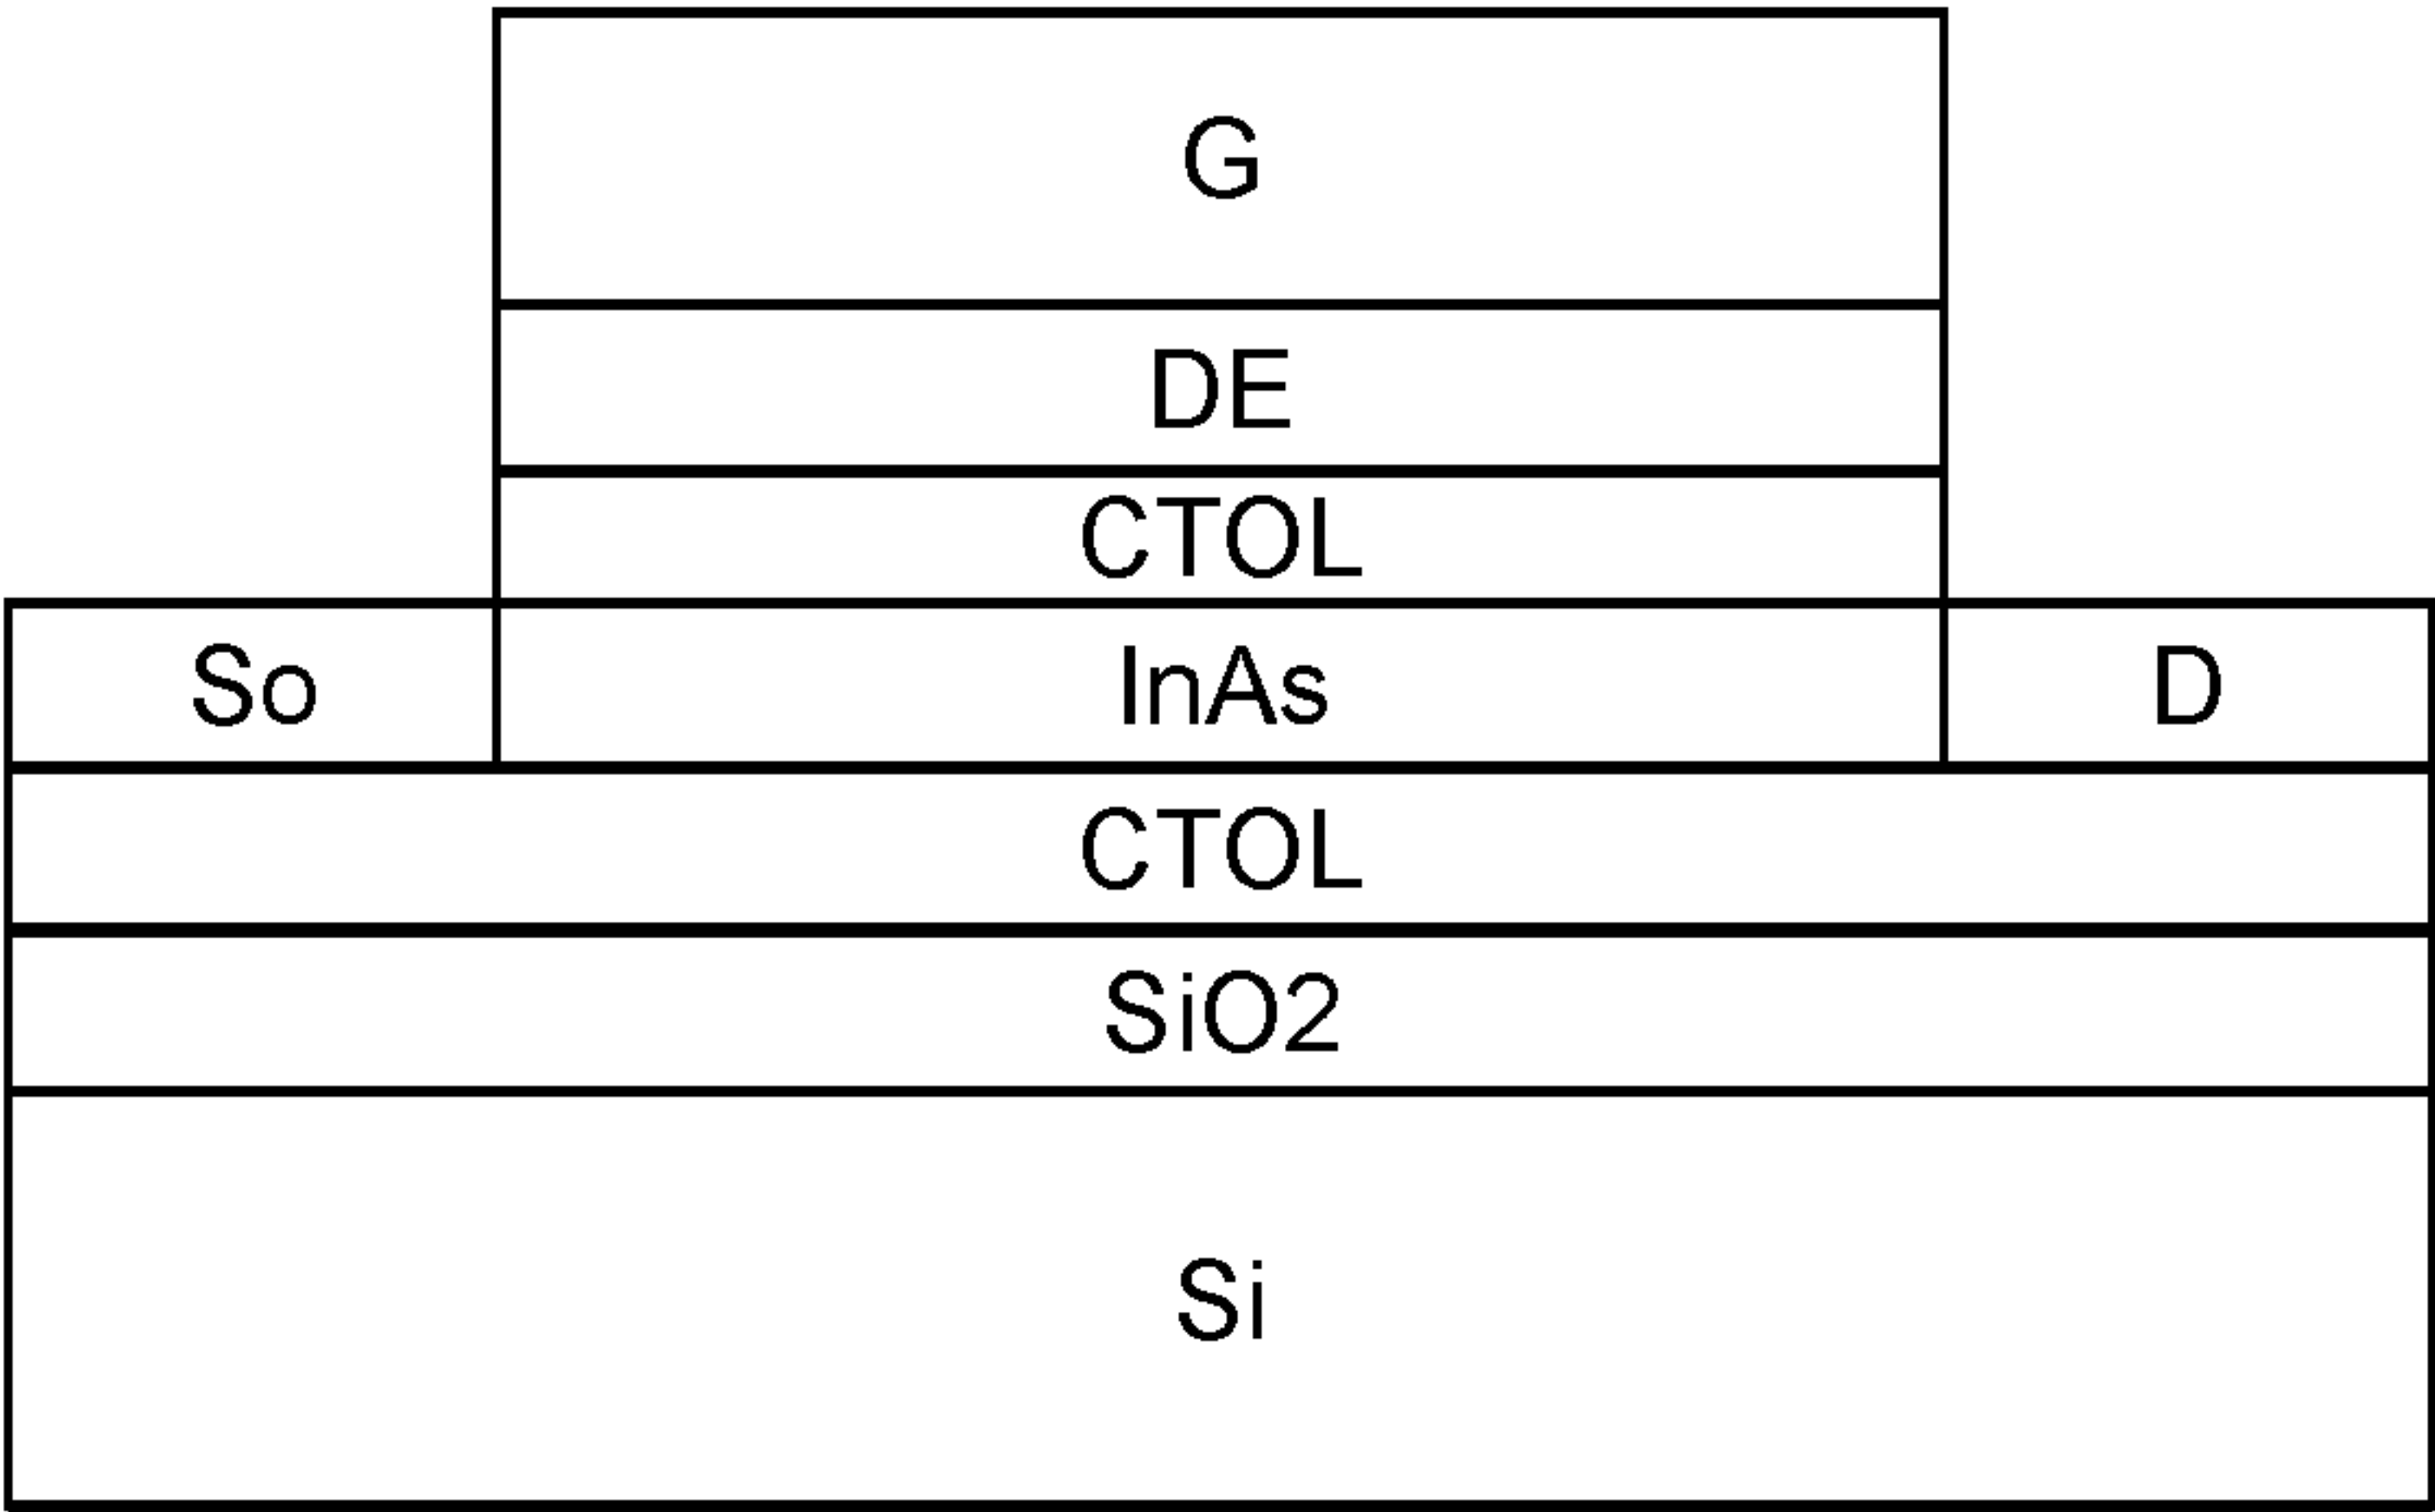 G
DE
CTOL
So InAs D
CTOL
SiO2
Si